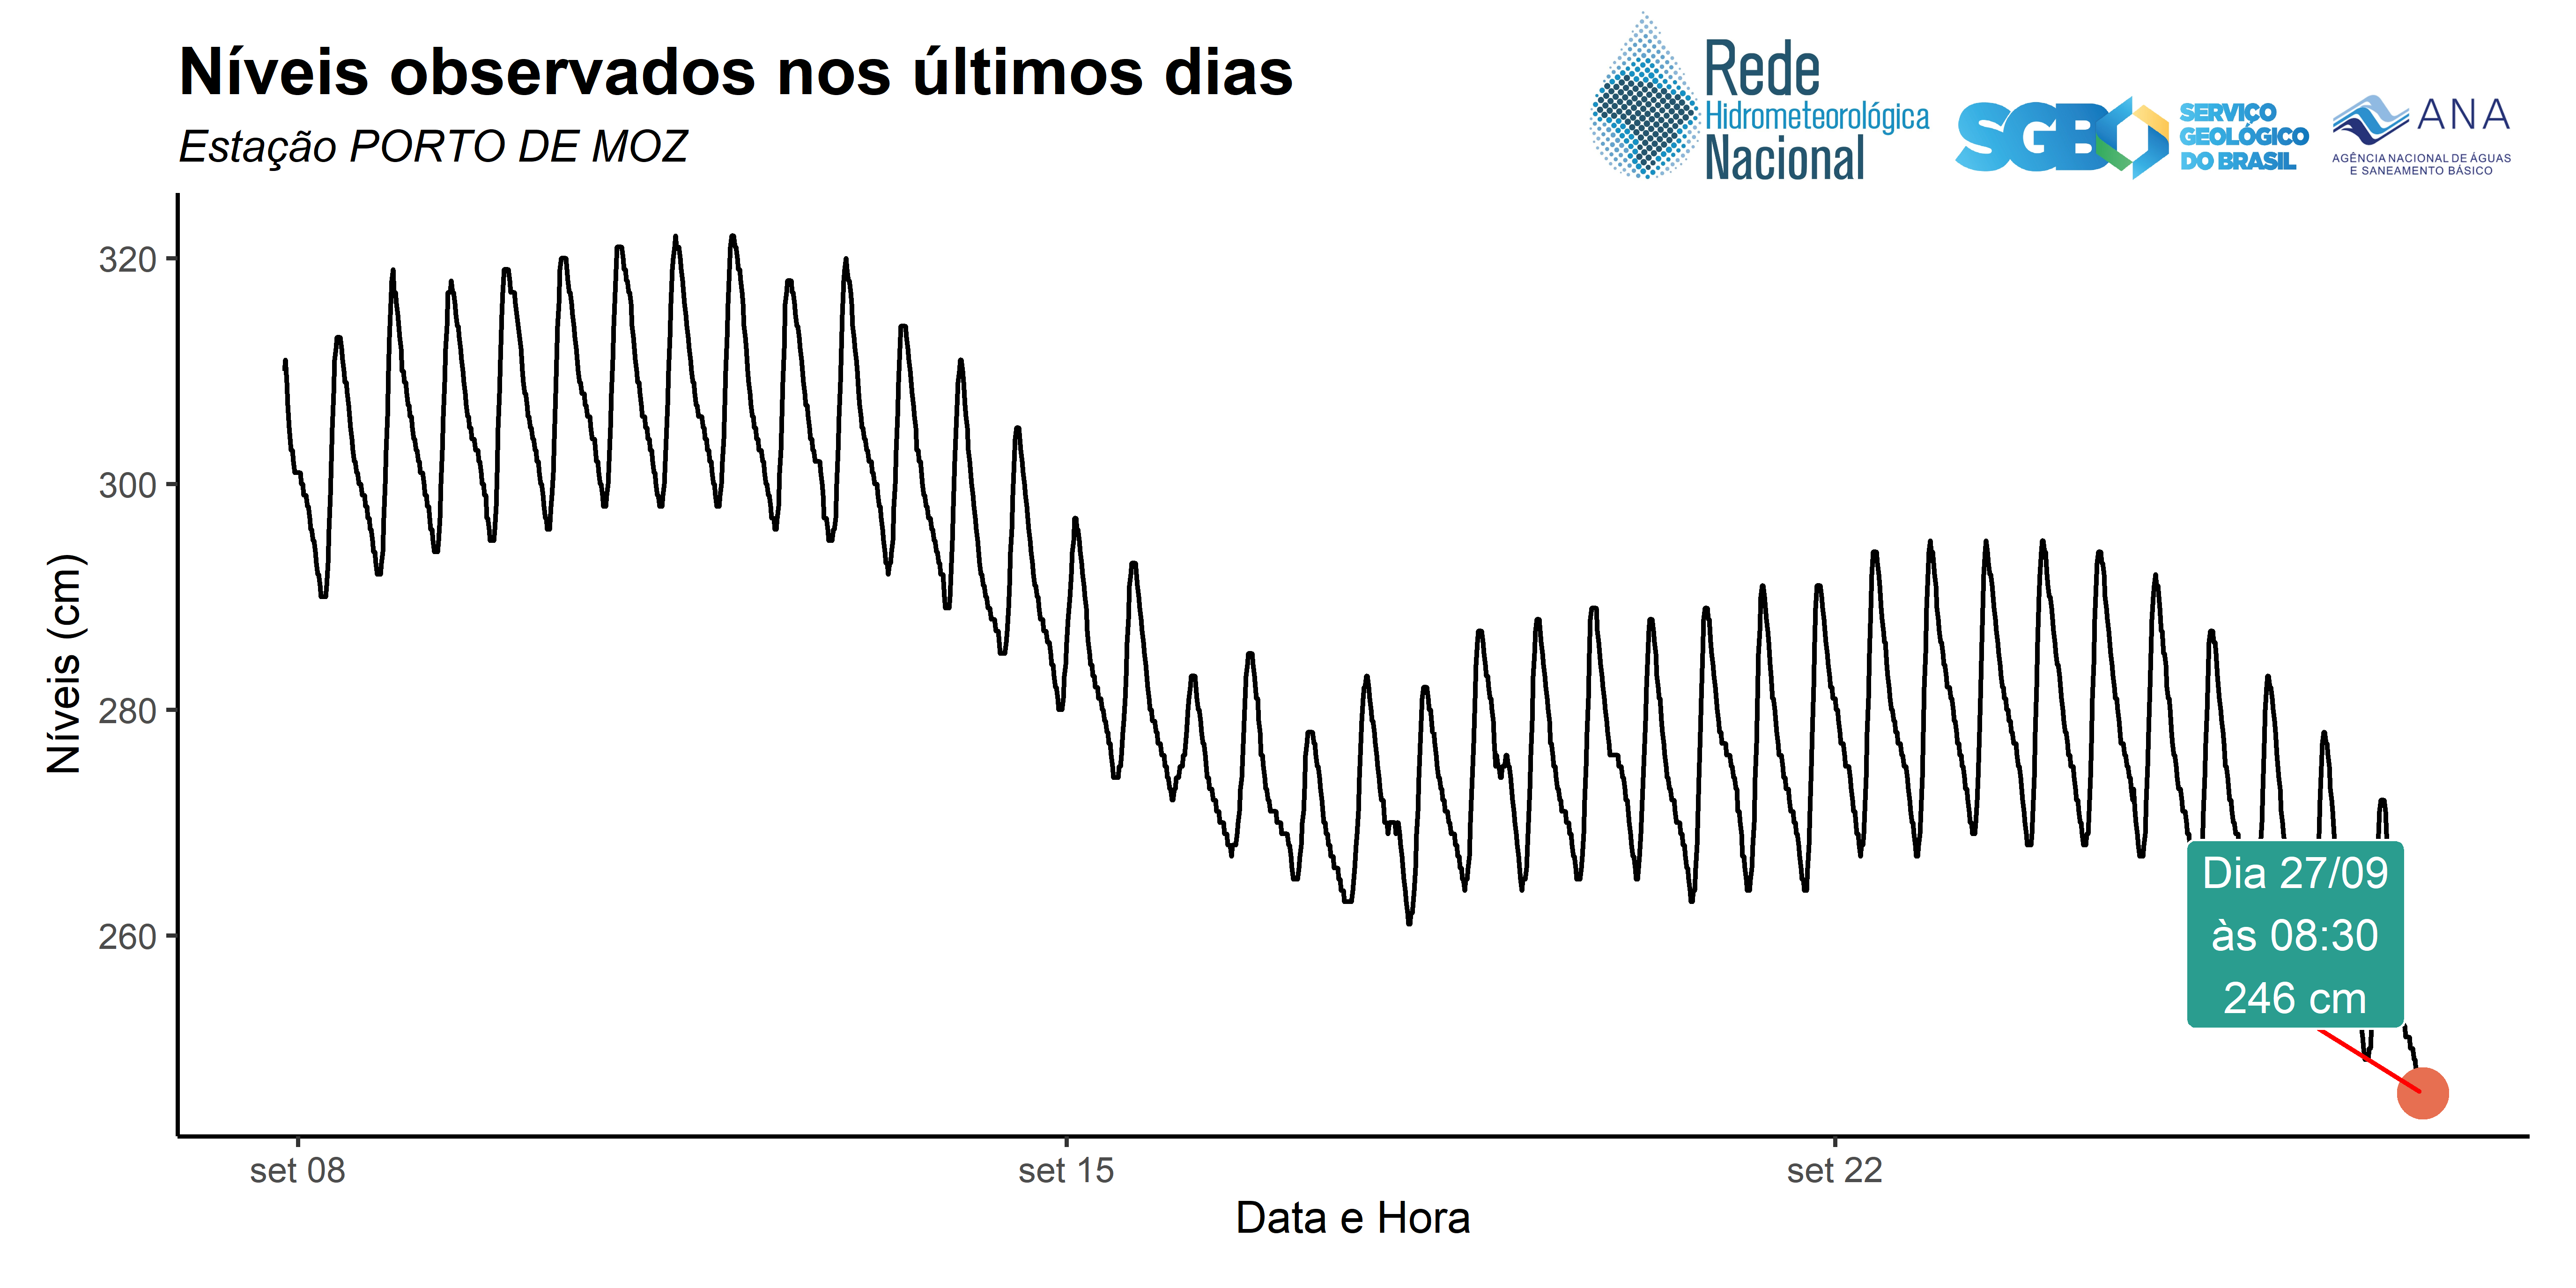 Níveis observados nos últimos dias
Estação PORTO DE MOZ
Rede
Hidrometeorológica
Nacional
SGB
SERVIÇO
GEOLÓGICO
DO BRASIL
ANA
AGÊNCIA NACIONAL DE ÁGUAS
E SANEAMENTO BÁSICO
Níveis (cm)
320
300
280
260
Dia 27/09
às 08:30
246 cm
set 08
set 15
set 22
Data e Hora